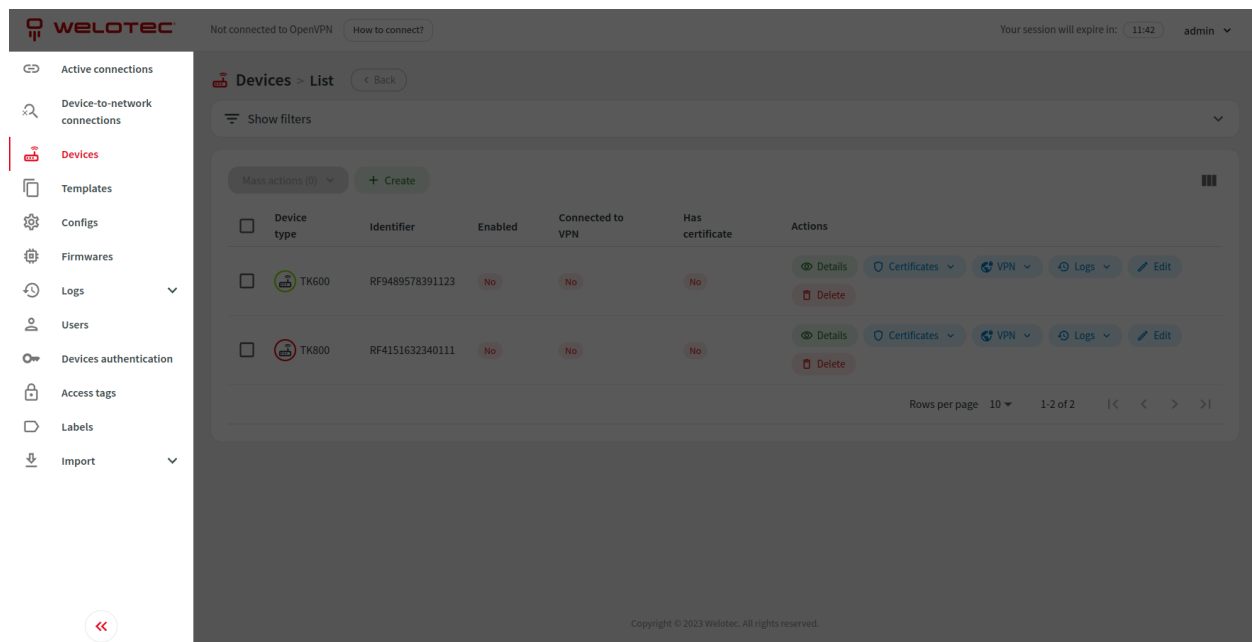 WELOTEC
Not connected to OpenVPN
How to connect?
Your session will expire in:
11:42
admin
Active connections
Device-to-network
connections
Devices
Templates
Configs
Firmwares
Logs
Users
Devices authentication
Access tags
Labels
Import
Devices > List
< Back
Show filters
Mass actions (0)
+ Create
Device
type
Identifier
Enabled
Connected to
VPN
Has
certificate
Actions
TK600
RF9489578391123
No
No
No
Details
Certificates
VPN
Logs
Edit
Delete
TK800
RF4151632340111
No
No
No
Details
Certificates
VPN
Logs
Edit
Delete
Rows per page
10
1-2 of 2
Copyright © 2023 Welotec. All rights reserved.